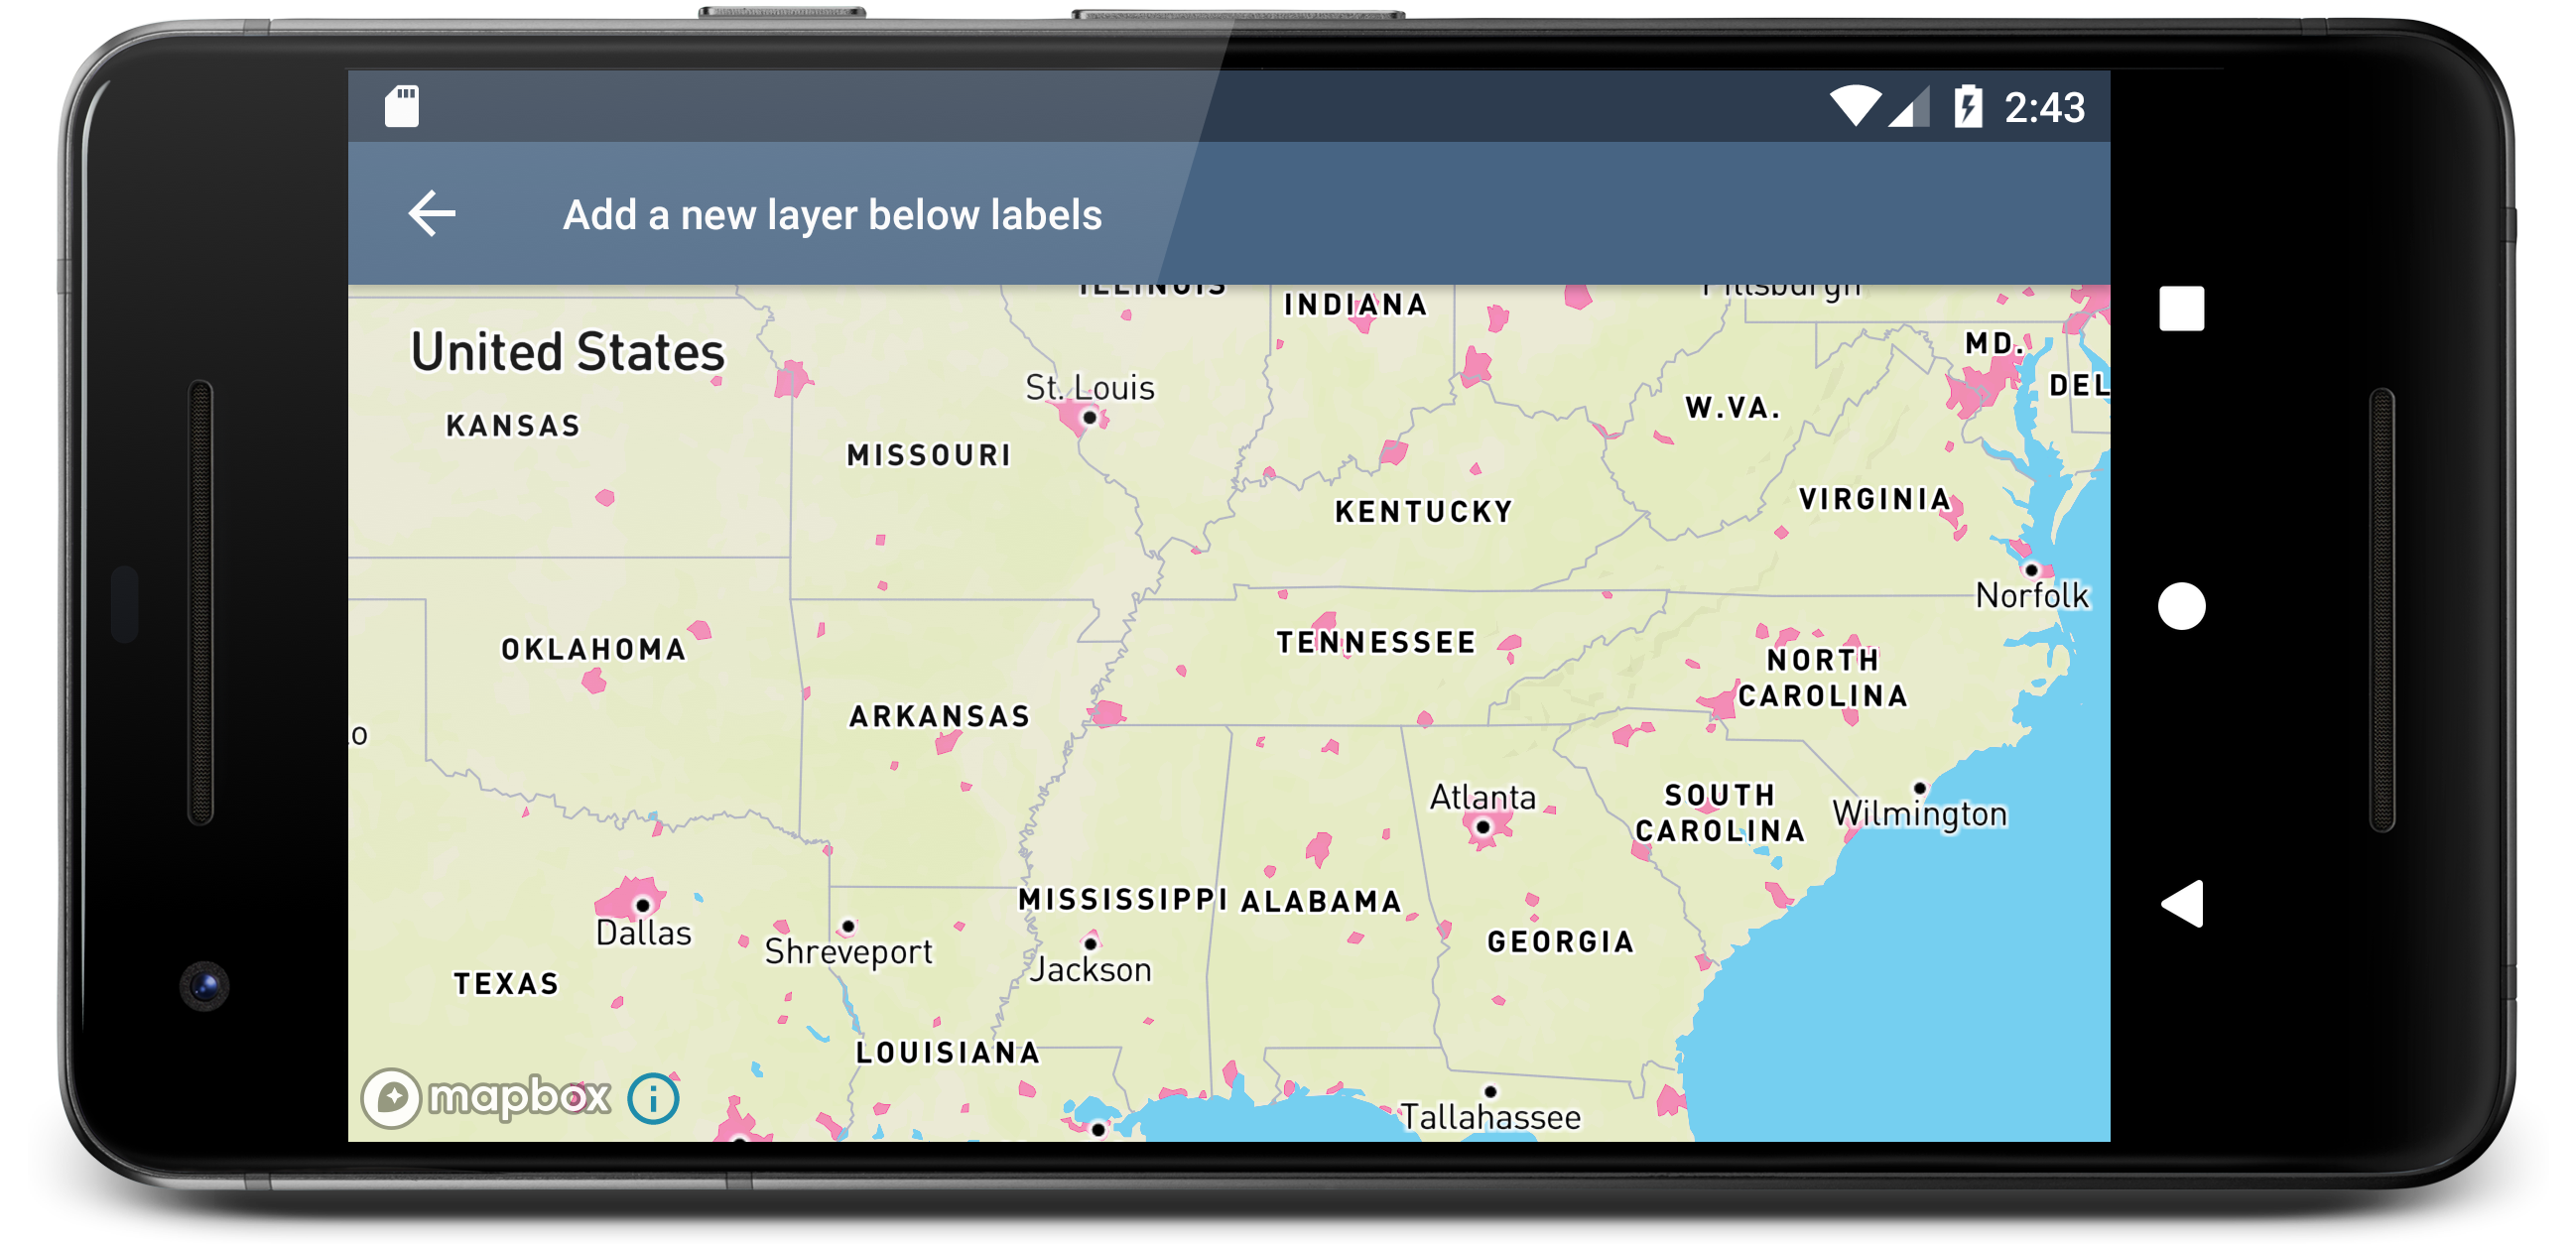 2:43
Add a new layer below labels
ILLINOIS
INDIANA
Pittsburgh
United States
MD.
St. Louis
DEL
KANSAS
W.VA.
MISSOURI
VIRGINIA
KENTUCKY
Norfolk
OKLAHOMA
TENNESSEE
NORTH
CAROLINA
ARKANSAS
o
Atlanta
SOUTH
CAROLINA
Wilmington
MISSISSIPPI
ALABAMA
Dallas
Shreveport
GEORGIA
Jackson
TEXAS
LOUISIANA
mapbox
i
Tallahassee